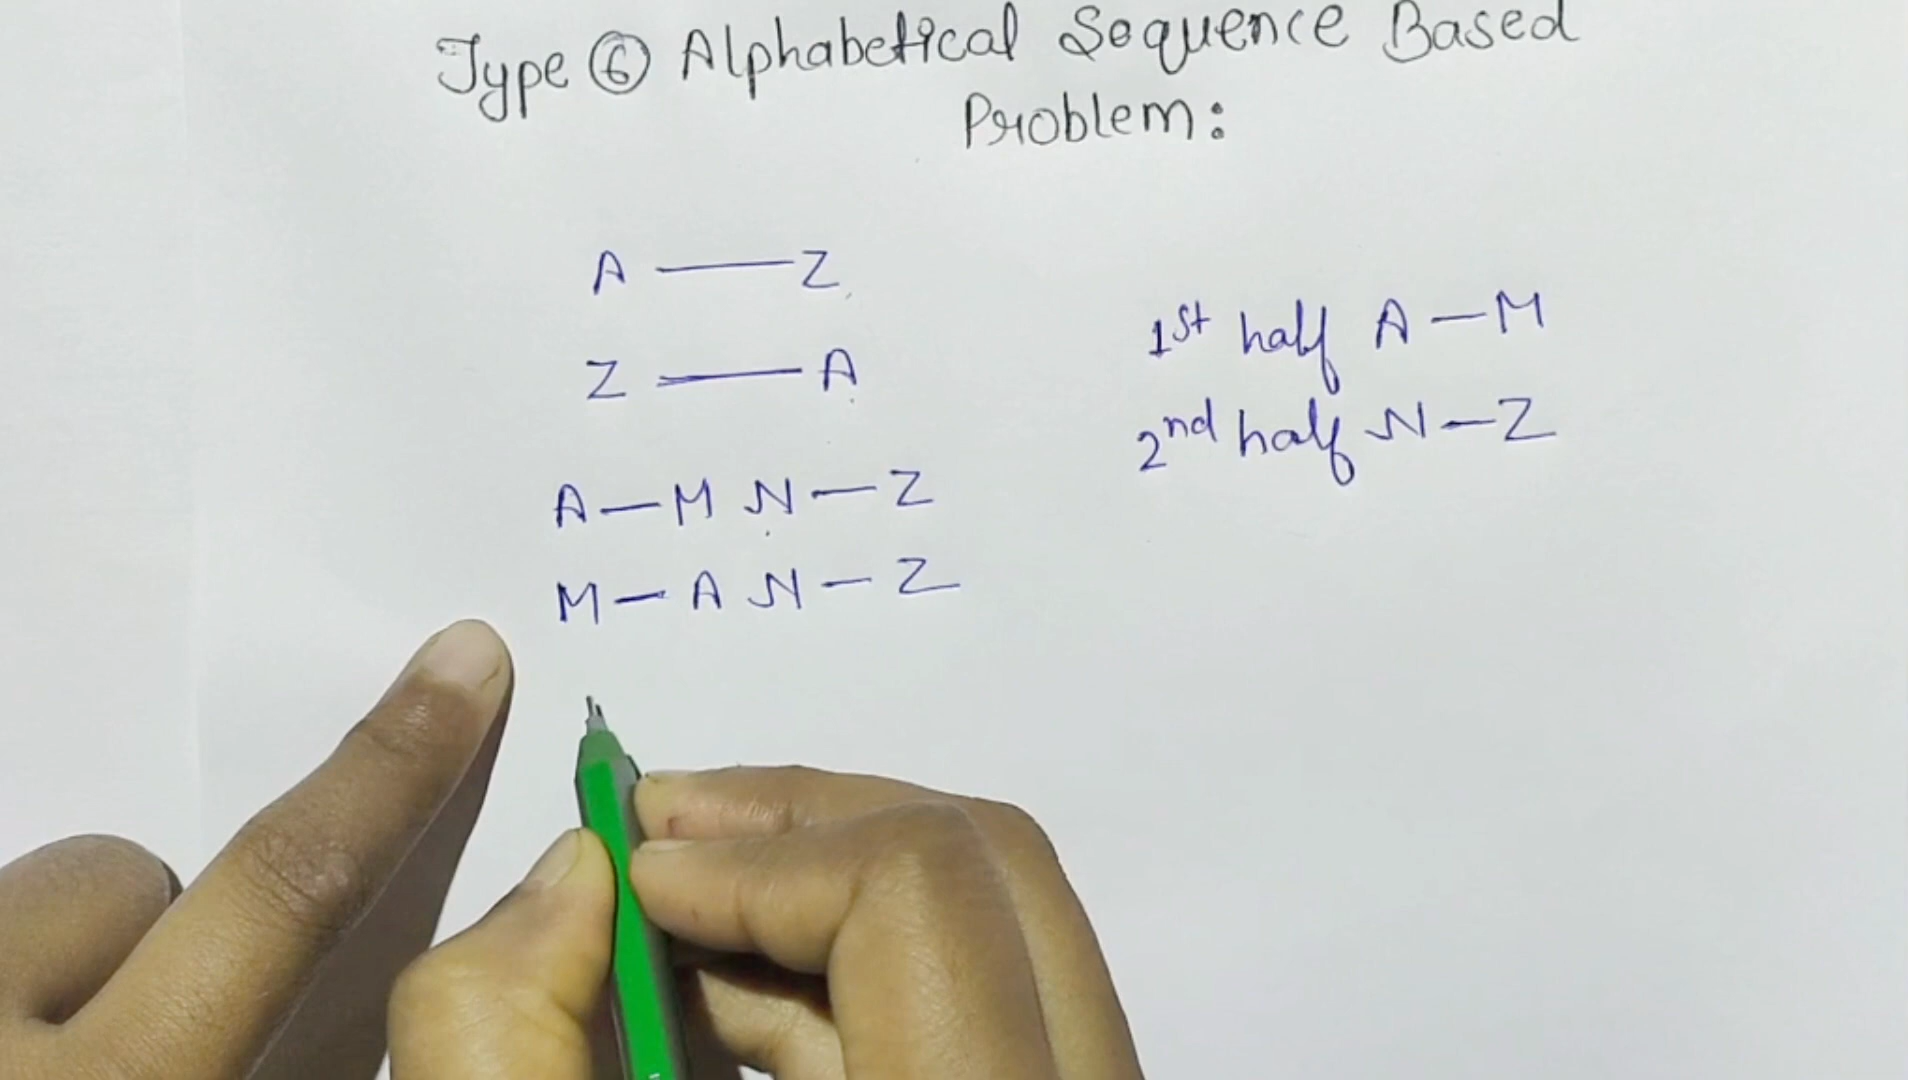 Type ⑥ Alphabetical Sequence Based
Problem:
A — Z
Z — A
A — M N — Z
M — A N — Z
1st half A — M
2nd half N — Z